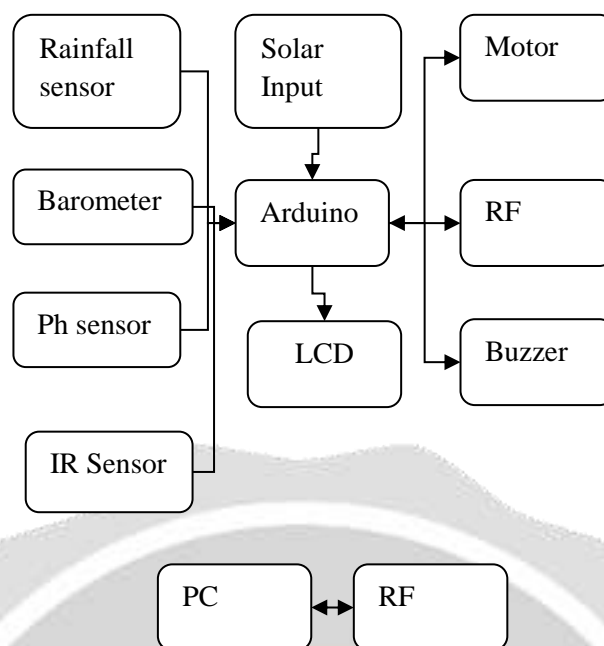 Rainfall
sensor
Solar
Input
Motor
Barometer
Arduino
RF
Ph sensor
LCD
Buzzer
IR Sensor
PC
RF